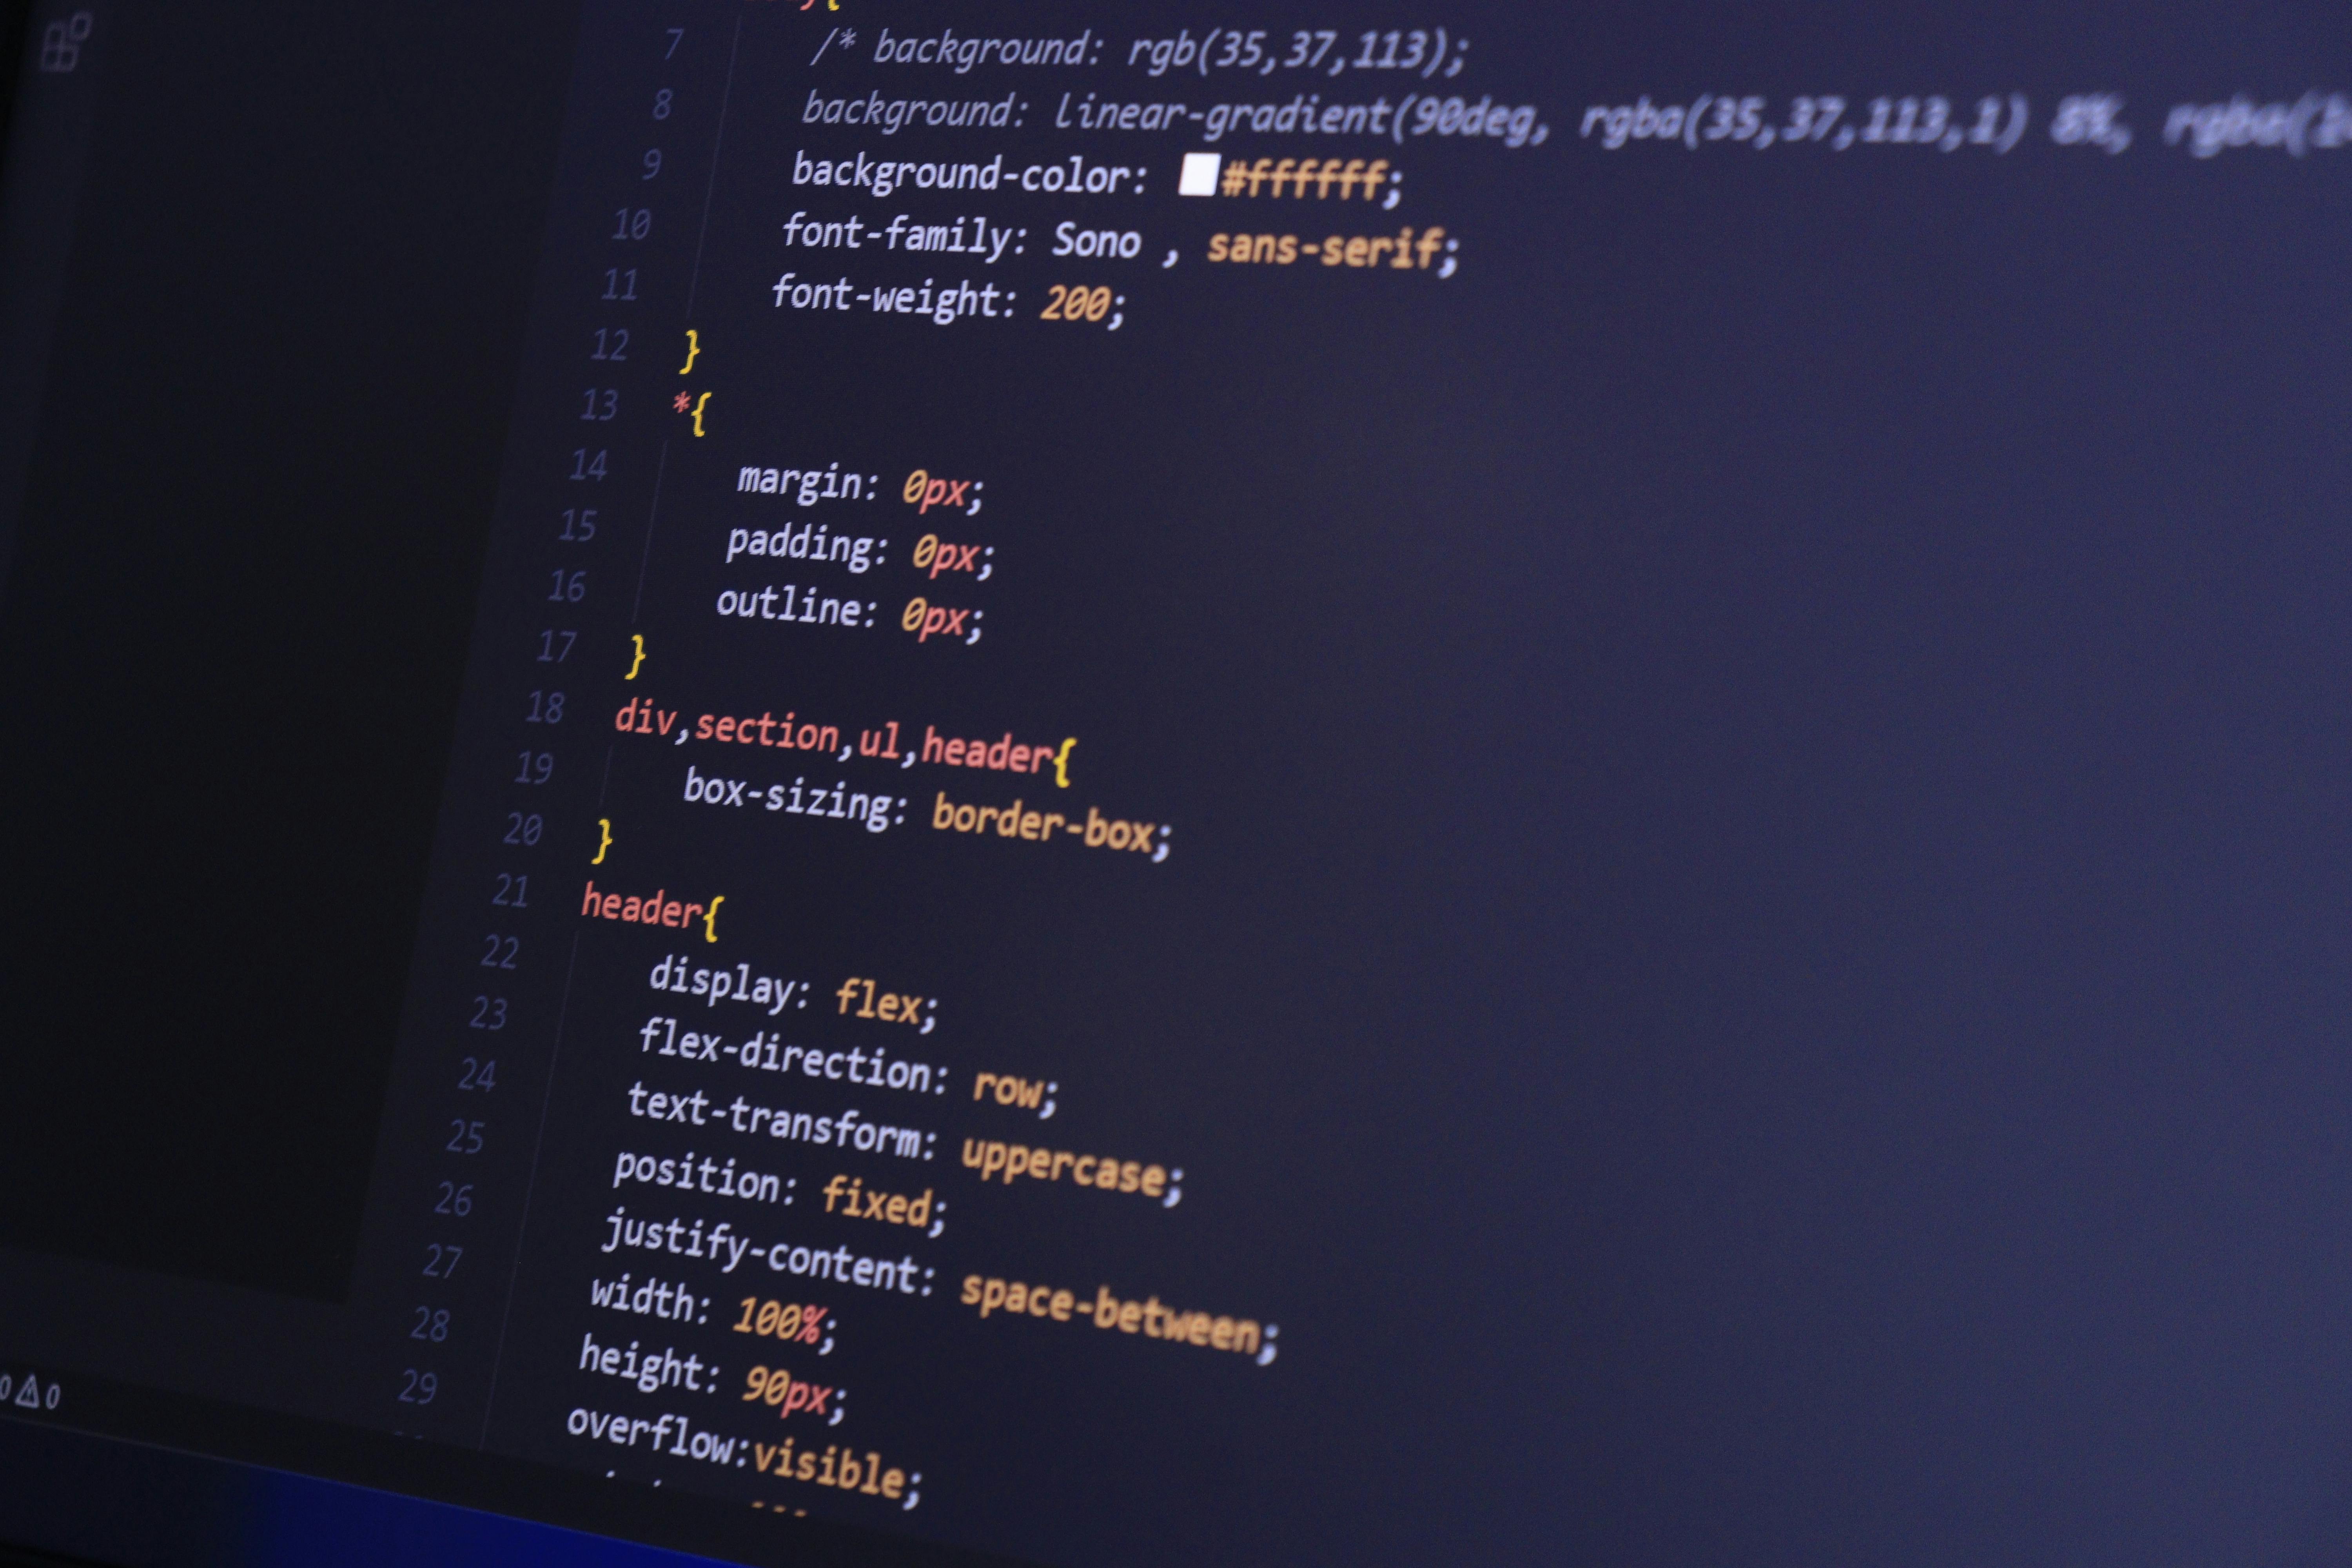 {
7 /* background: rgb(35,37,113);
8 background: linear-gradient(90deg, rgba(35,37,113,1) 8%, rgba(
9 background-color: #ffffff;
10 font-family: Sono , sans-serif;
11 font-weight: 200;
12 }
13 *{
14 margin: 0px;
15 padding: 0px;
16 outline: 0px;
17 }
18 div,section,ul,header{
19 box-sizing: border-box;
20 }
21 header{
22 display: flex;
23 flex-direction: row;
24 text-transform: uppercase;
25 position: fixed;
26 justify-content: space-between;
27 width: 100%;
28 height: 90px;
29 overflow:visible;
0 0